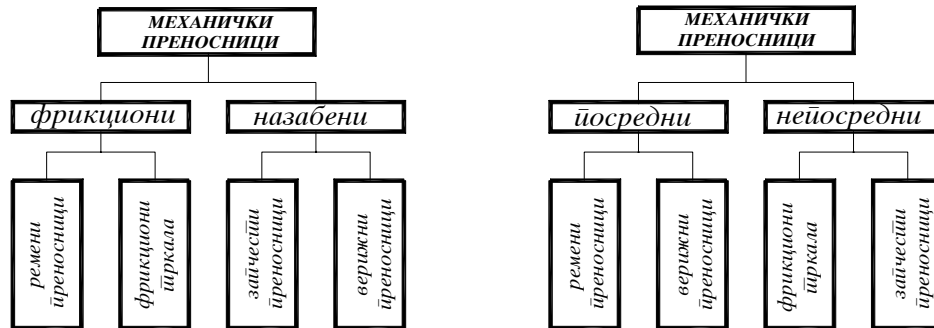 МЕХАНИЧКИ
ПРЕНОСНИЦИ
фрикциони
назабени
ремени
преносници
фрикциони
тркала
запчести
преносници
верижни
преносници
МЕХАНИЧКИ
ПРЕНОСНИЦИ
посредни
непосредни
ремени
преносници
верижни
преносници
фрикциони
тркала
запчести
преносници